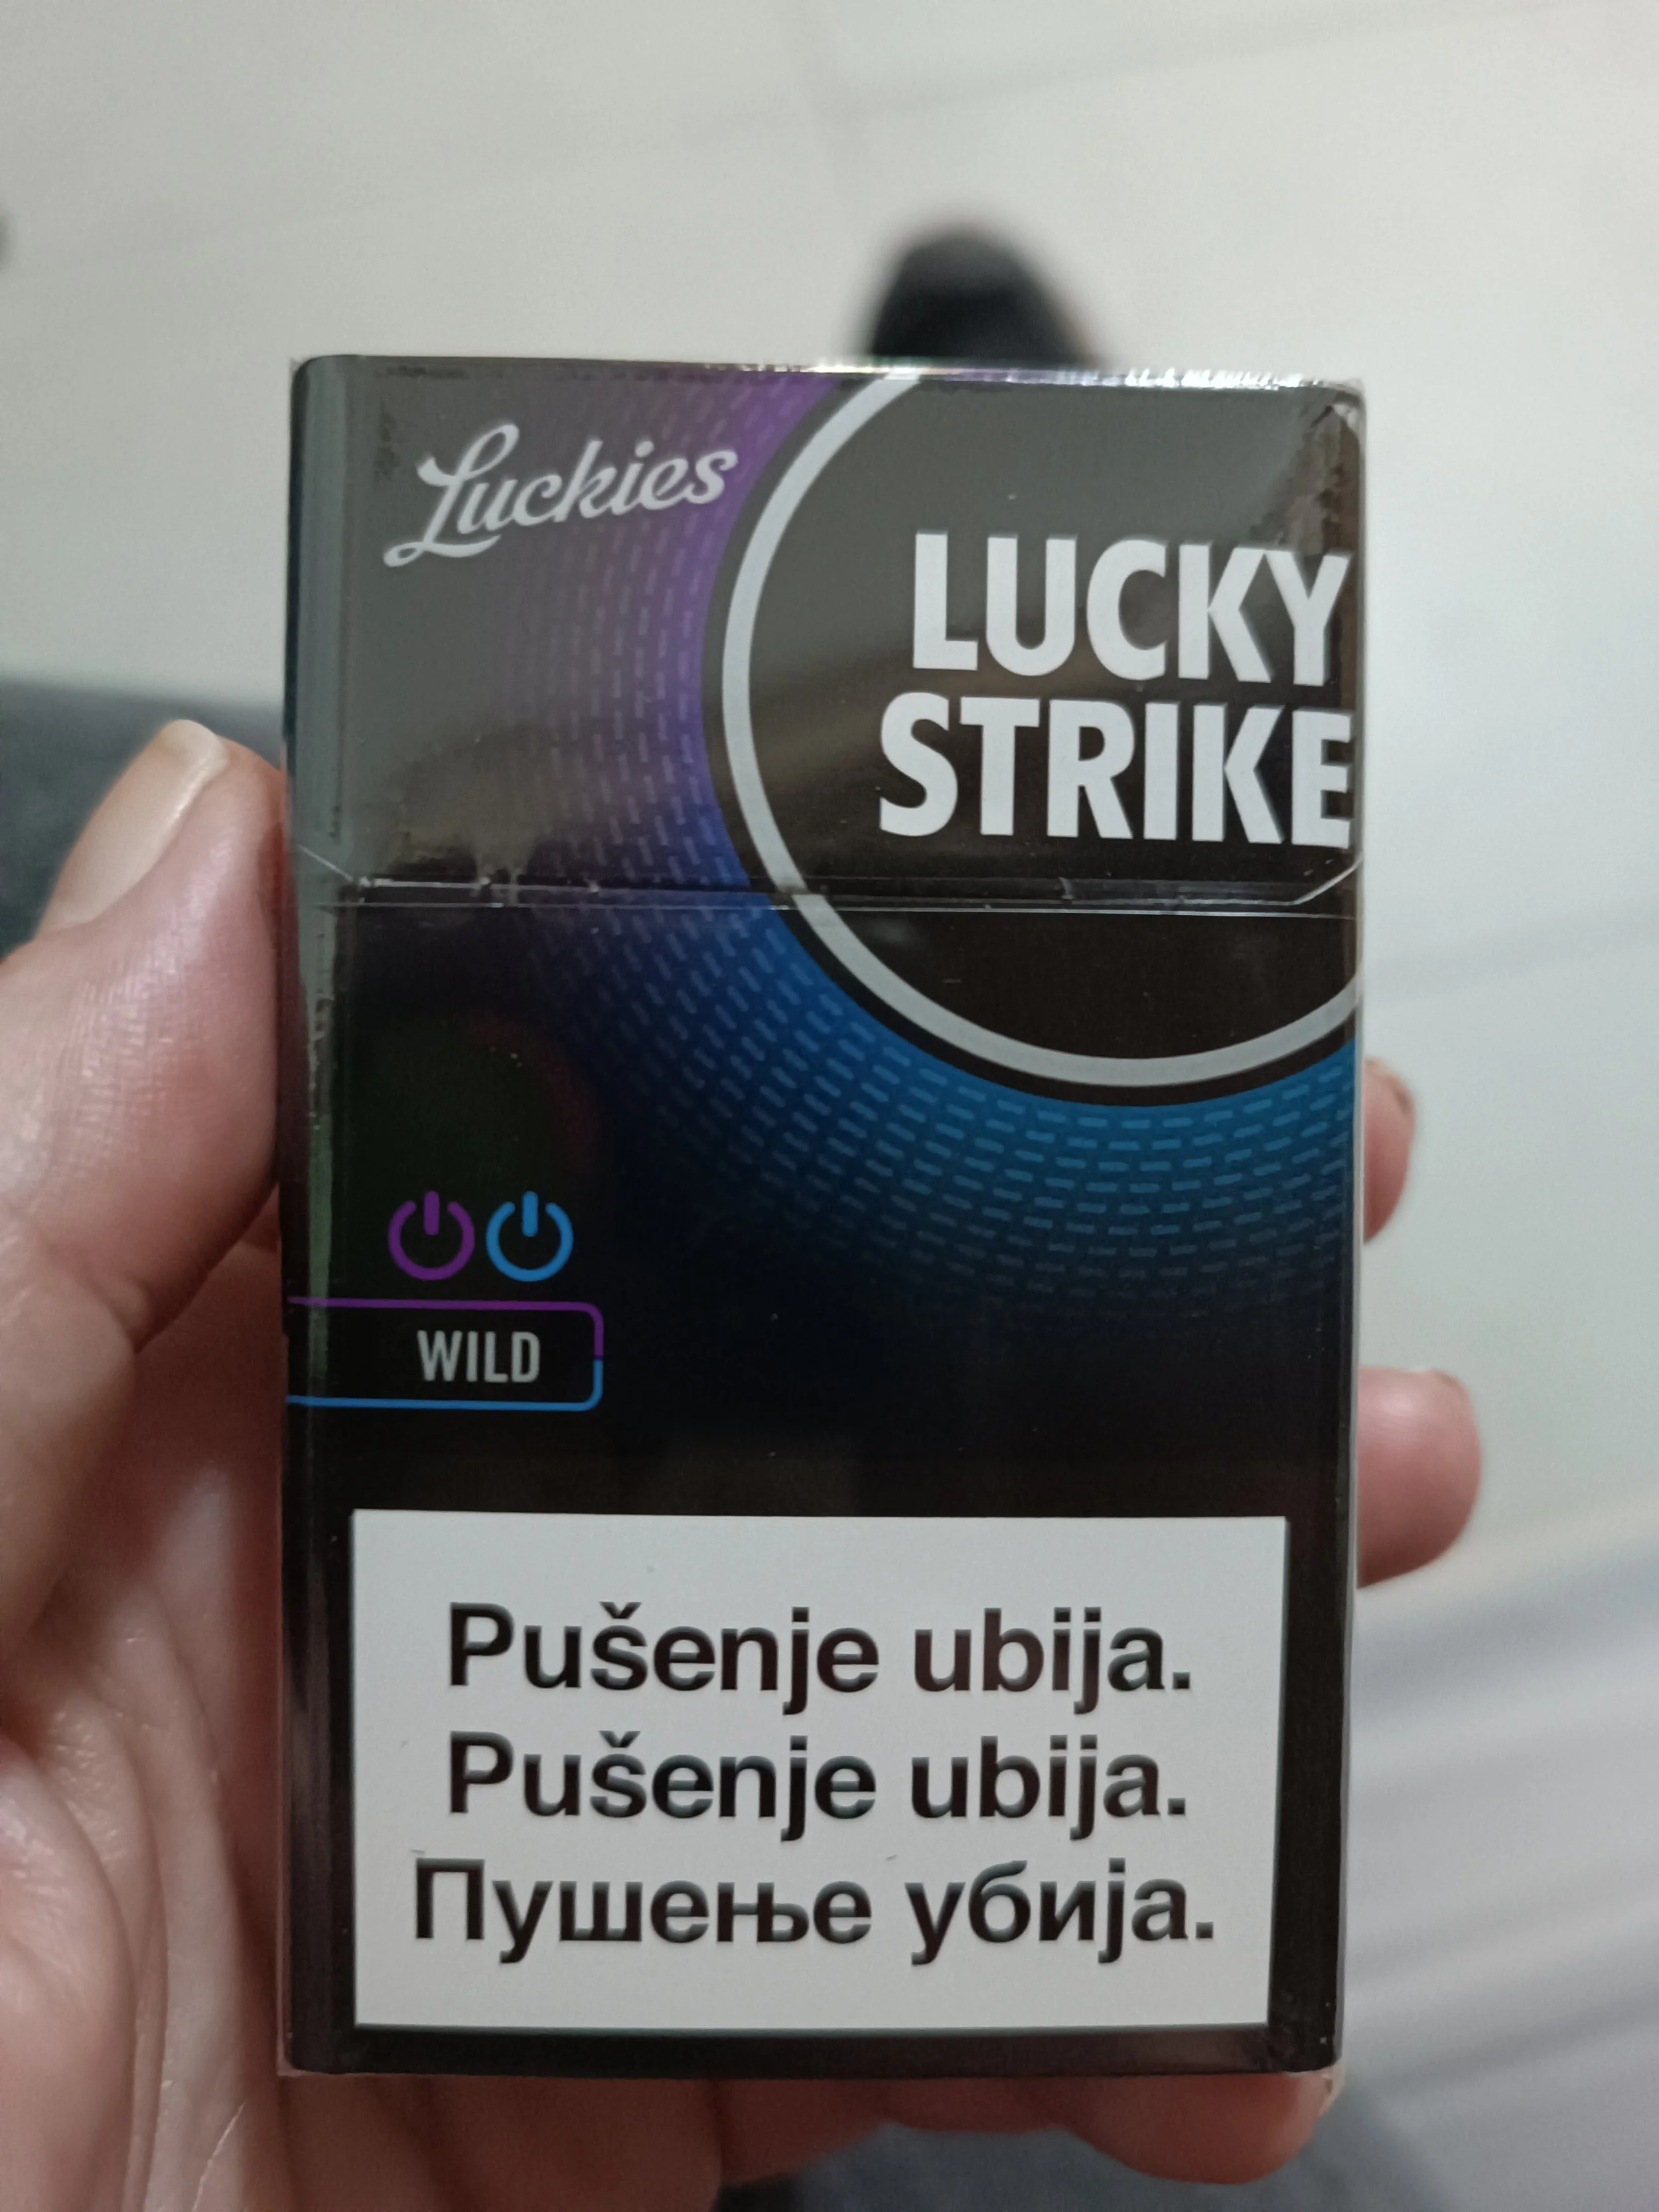 Luckies
LUCKY
STRIKE
WILD
Pušenje ubija.
Pušenje ubija.
Пушење убија.